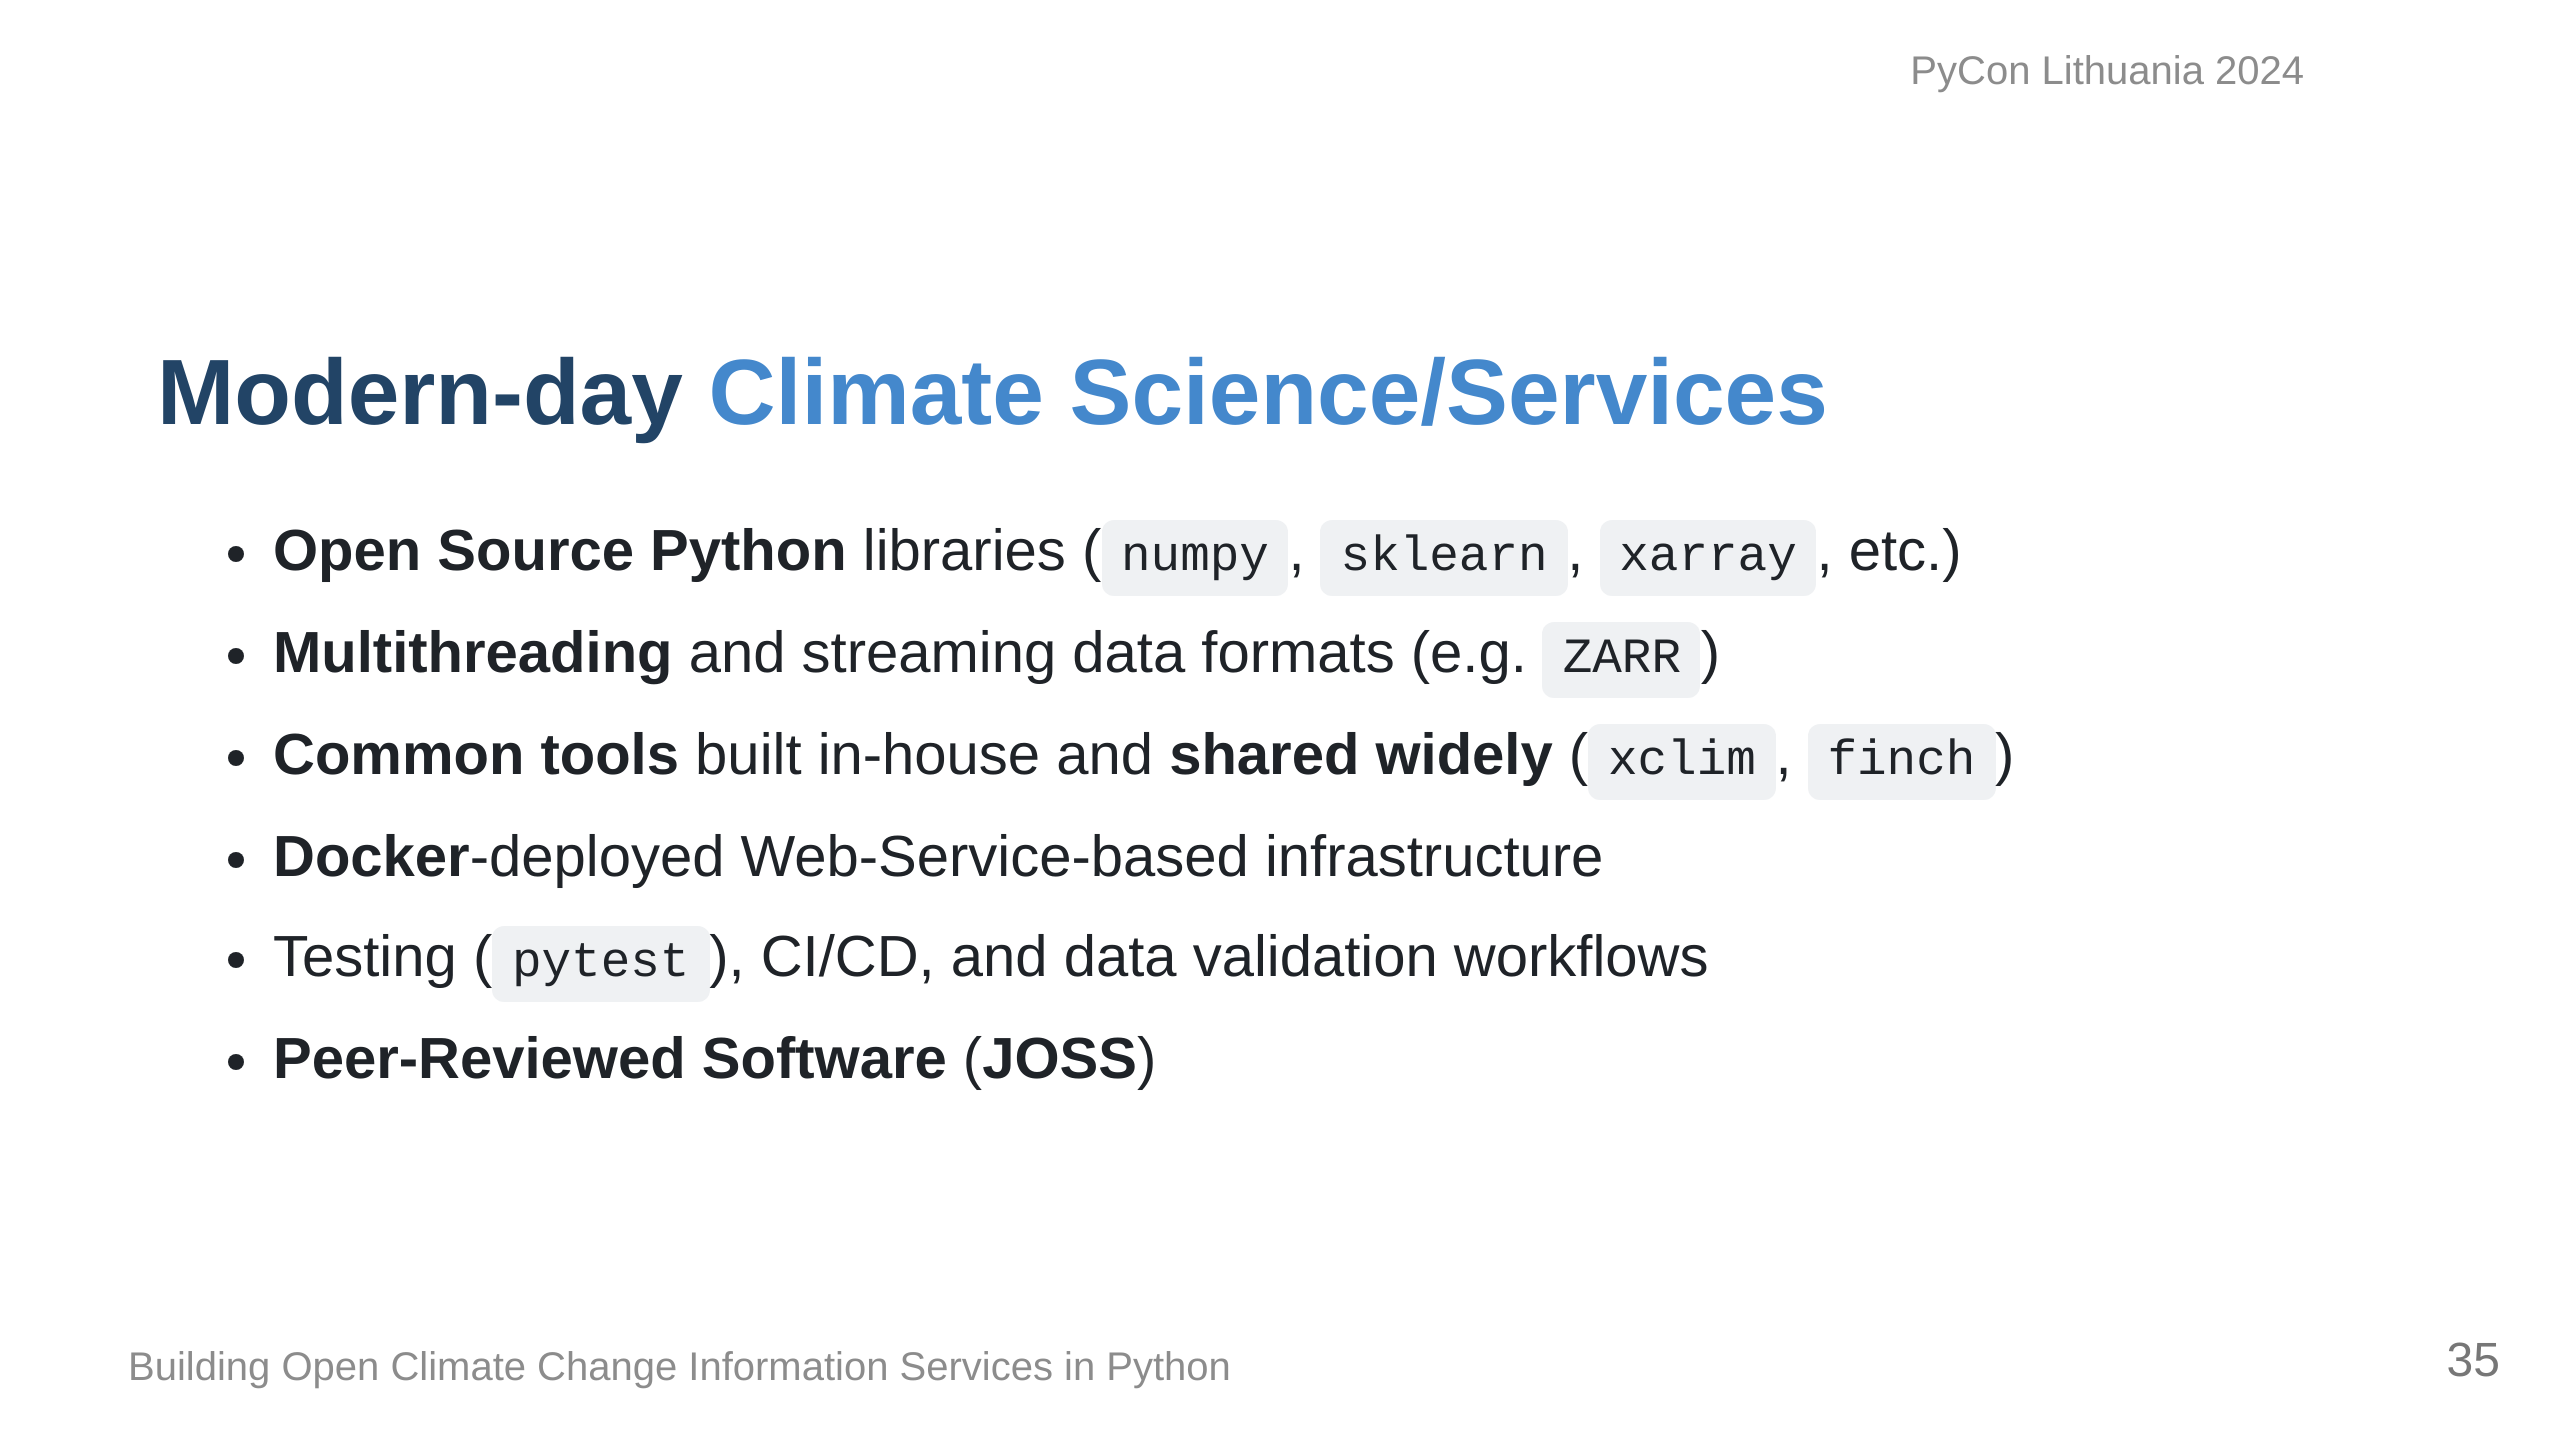 PyCon Lithuania 2024
Modern-day Climate Science/Services
• Open Source Python libraries (numpy, sklearn, xarray, etc.)
• Multithreading and streaming data formats (e.g. ZARR)
• Common tools built in-house and shared widely (xclim, finch)
• Docker-deployed Web-Service-based infrastructure
• Testing (pytest), CI/CD, and data validation workflows
• Peer-Reviewed Software (JOSS)
Building Open Climate Change Information Services in Python
35